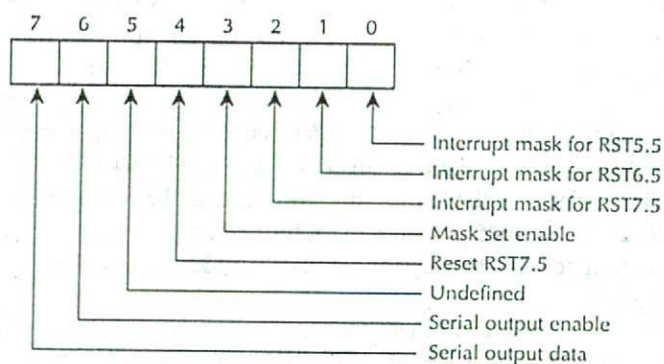 7 6 5 4 3 2 1 0
Interrupt mask for RST5.5
Interrupt mask for RST6.5
Interrupt mask for RST7.5
Mask set enable
Reset RST7.5
Undefined
Serial output enable
Serial output data